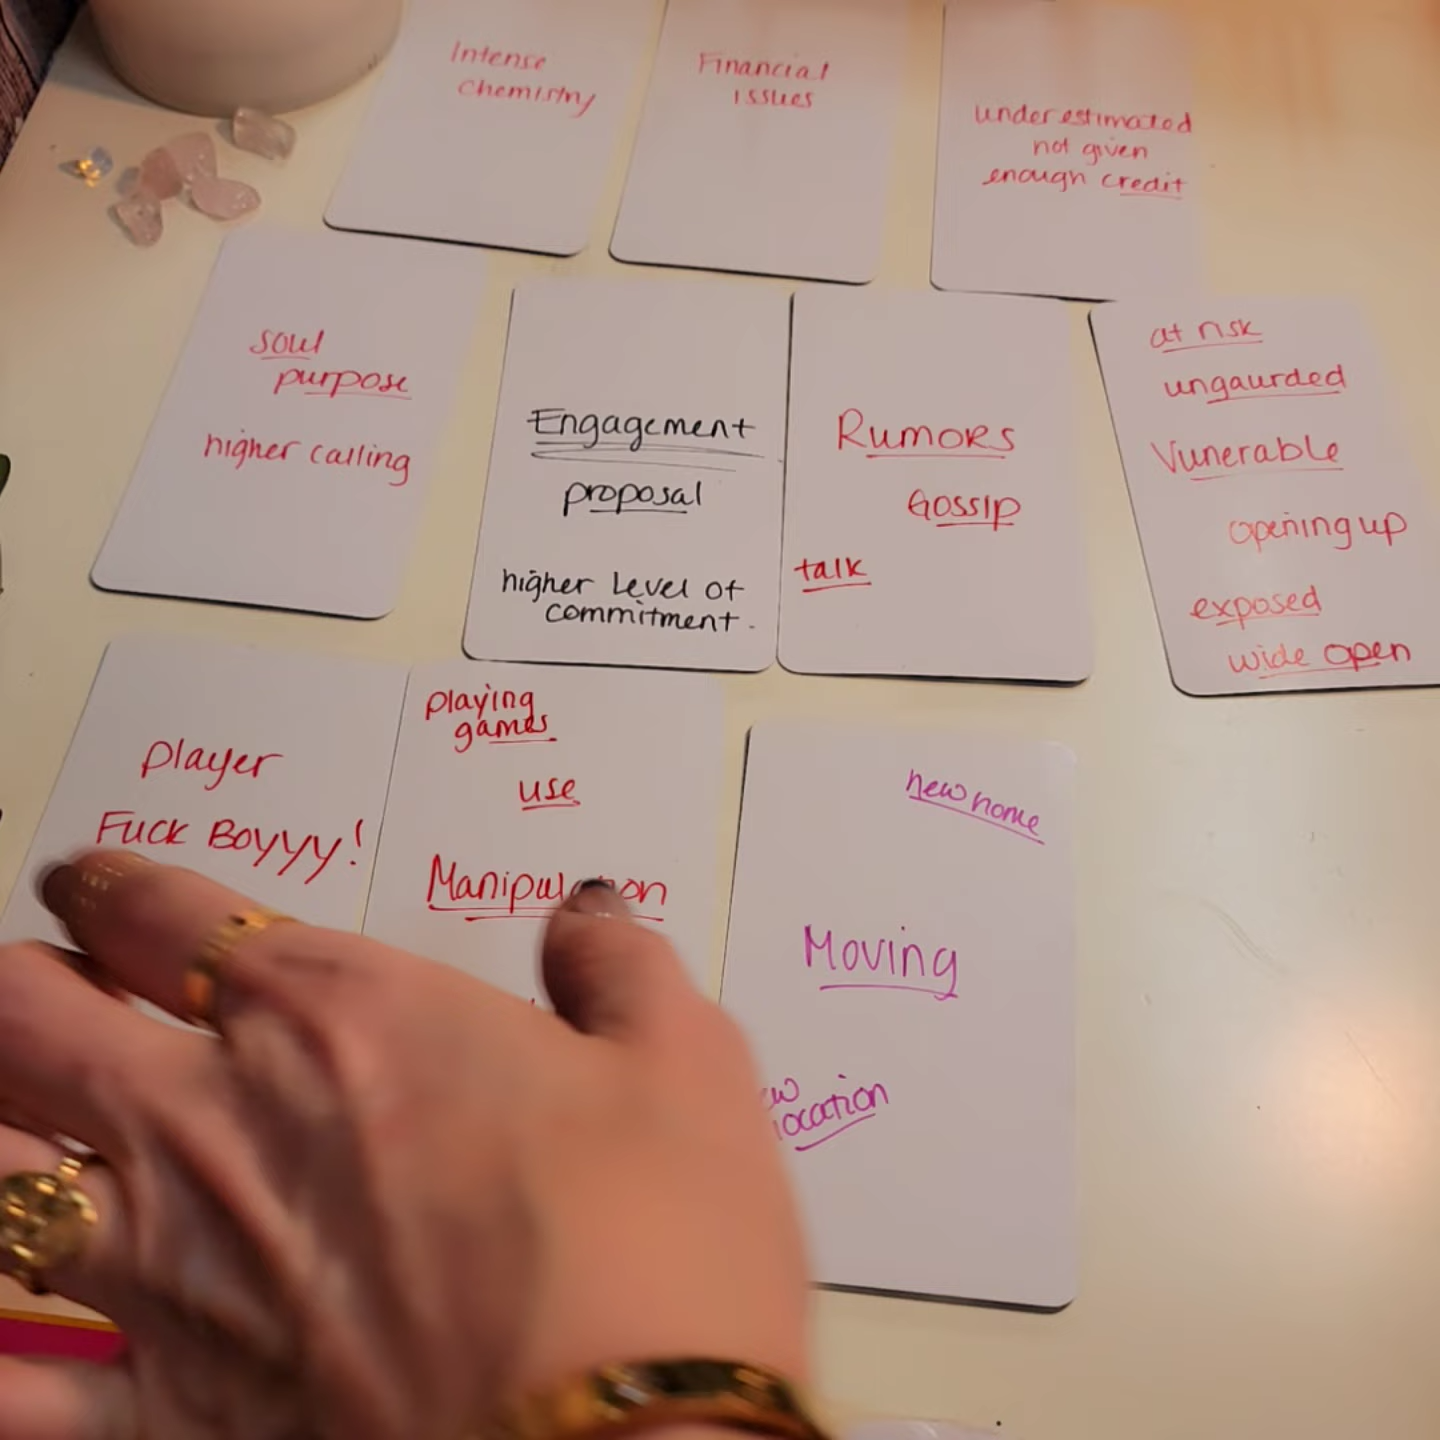 Intense
chemistry
Financial
issues
underestimated
not given
enough credit
soul
purpose
higher calling
Engagement
proposal
higher level of
commitment.
Rumors
Gossip
talk
at risk
ungaurded
Vunerable
opening up
exposed
wide open
player
Fuck Boyyy!
playing
games
use
new home
Moving
location